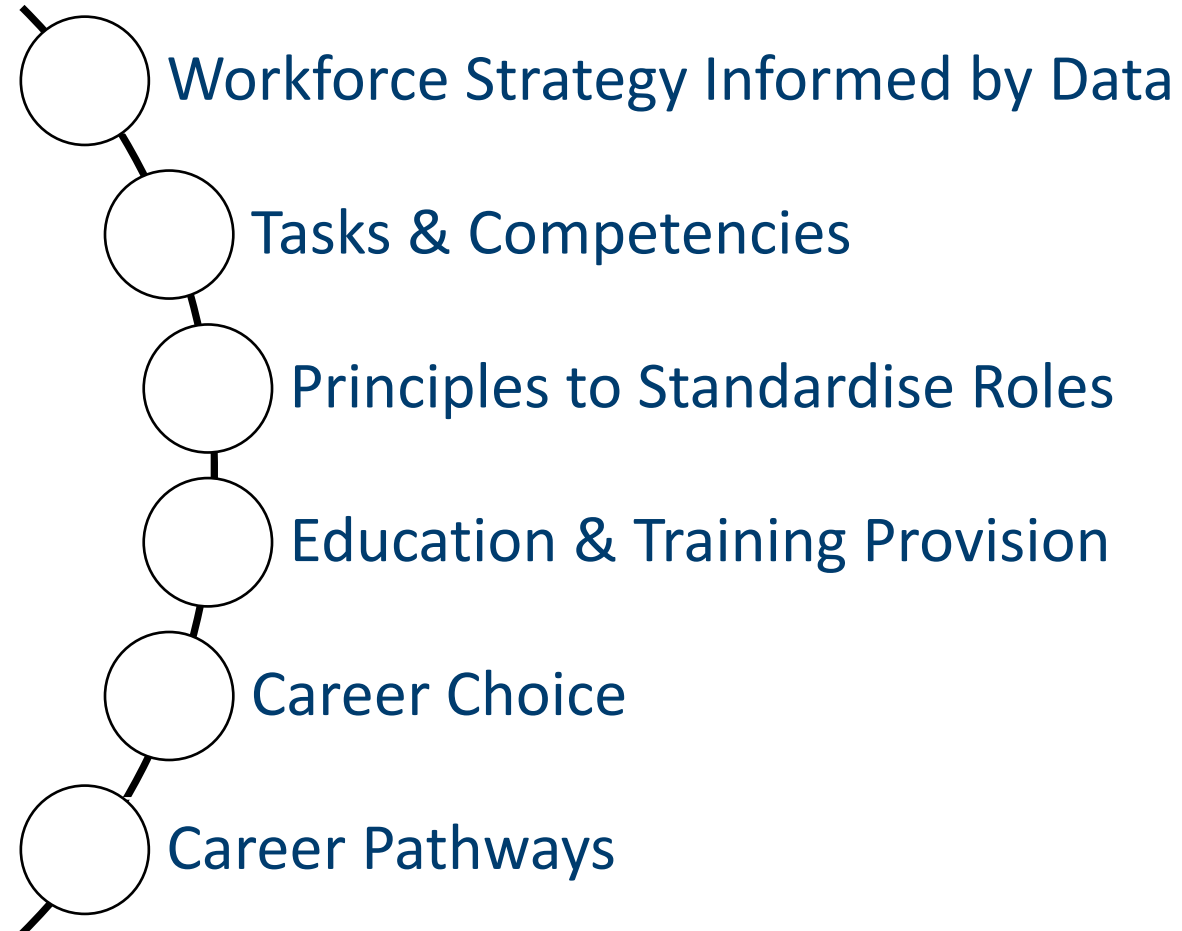 Workforce Strategy Informed by Data
Tasks & Competencies
Principles to Standardise Roles
Education & Training Provision
Career Choice
Career Pathways